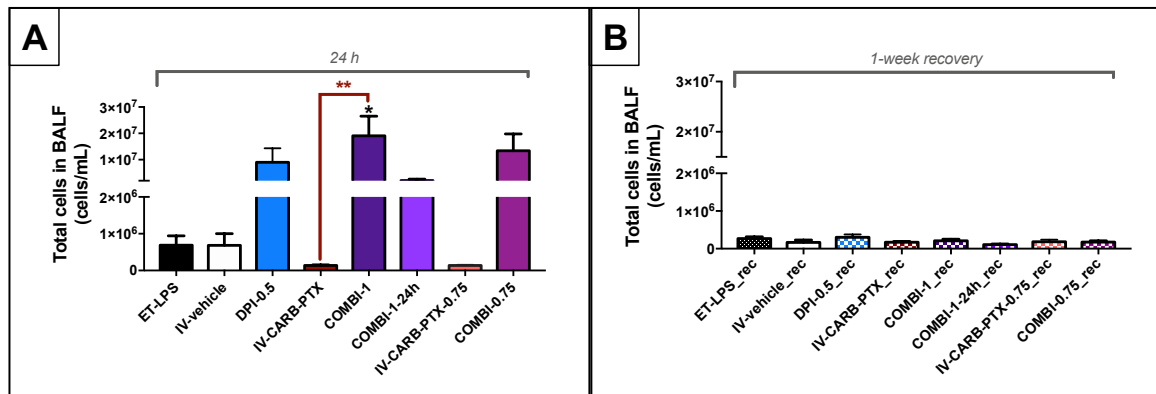 A
24 h
Total cells in BALF
(cells/mL)
3×10⁷
2×10⁷
1×10⁷
2×10⁶
1×10⁶
0
**
*
ET-LPS
IV-vehicle
DPI-0.5
IV-CARB-PTX
COMBI-1
COMBI-1-24h
IV-CARB-PTX-0.75
COMBI-0.75
B
1-week recovery
Total cells in BALF
(cells/mL)
3×10⁷
2×10⁷
2×10⁶
1×10⁶
0
ET-LPS_rec
IV-vehicle_rec
DPI-0.5_rec
IV-CARB-PTX_rec
COMBI-1_rec
COMBI-1-24h_rec
IV-CARB-PTX-0.75_rec
COMBI-0.75_rec